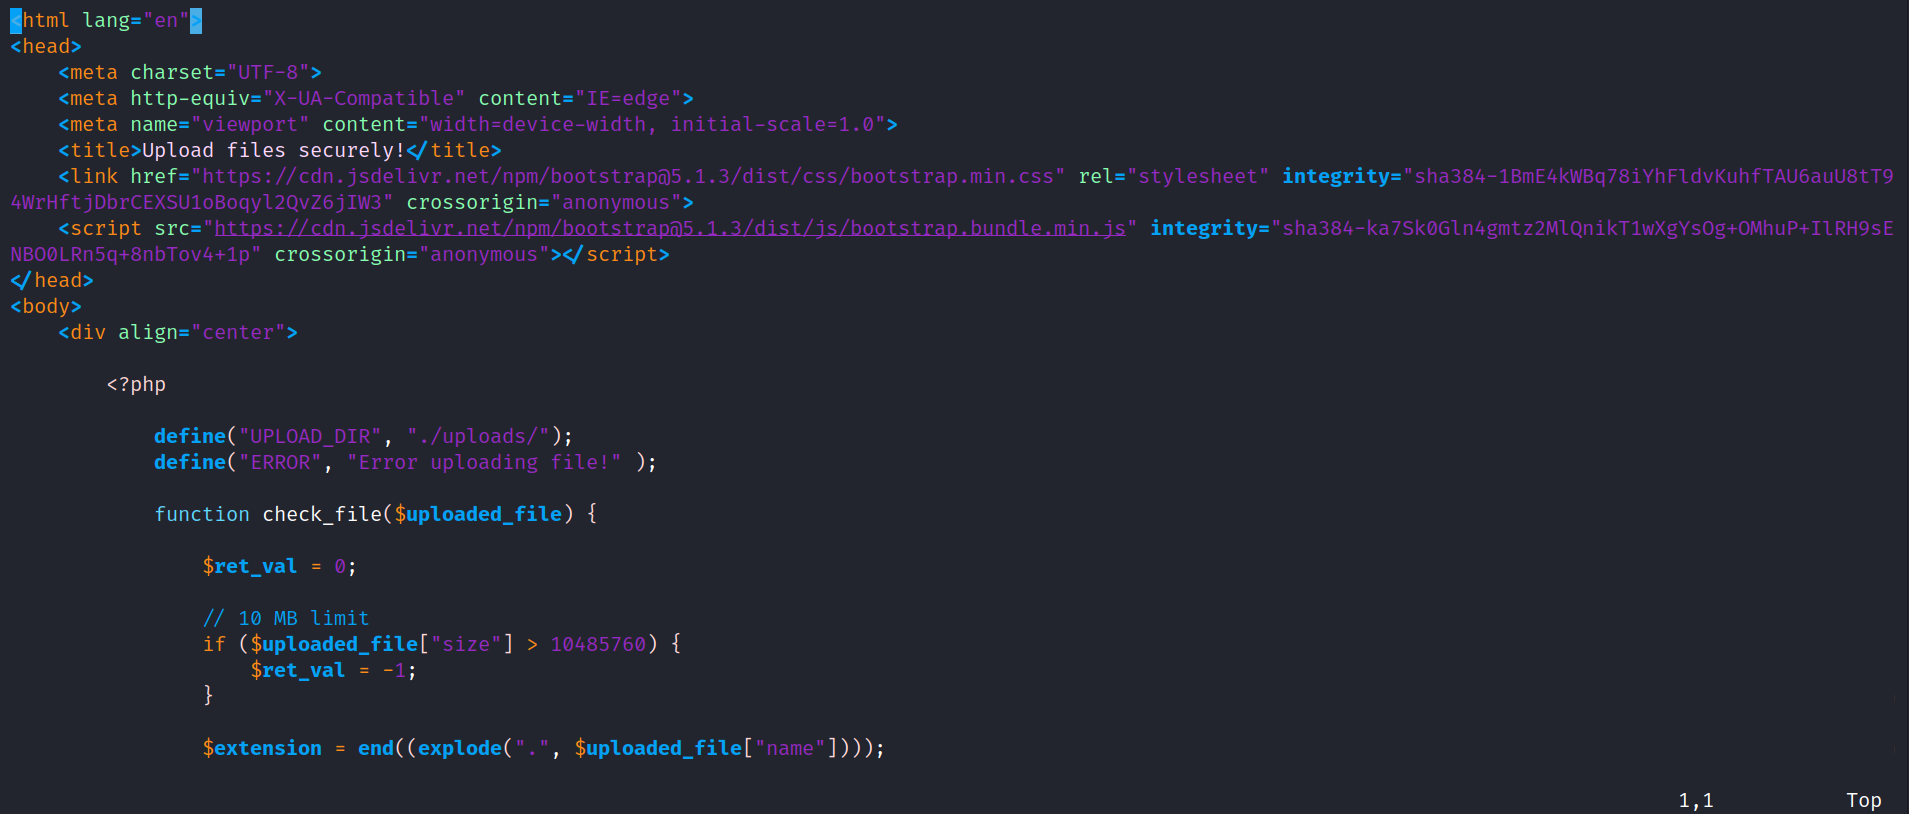 <html lang="en">
<head>
    <meta charset="UTF-8">
    <meta http-equiv="X-UA-Compatible" content="IE=edge">
    <meta name="viewport" content="width=device-width, initial-scale=1.0">
    <title>Upload files securely!</title>
    <link href="https://cdn.jsdelivr.net/npm/bootstrap@5.1.3/dist/css/bootstrap.min.css" rel="stylesheet" integrity="sha384-1BmE4kWBq78iYhFldvKuhfTAU6auU8tT9
4WrHftjDbrCEXSU1oBoqyl2QvZ6jIW3" crossorigin="anonymous">
    <script src="https://cdn.jsdelivr.net/npm/bootstrap@5.1.3/dist/js/bootstrap.bundle.min.js" integrity="sha384-ka7Sk0Gln4gmtz2MlQnikT1wXgYsOg+OMhuP+IlRH9sE
NBO0LRn5q+8nbTov4+1p" crossorigin="anonymous"></script>
</head>
<body>
    <div align="center">
        <?php
            define("UPLOAD_DIR", "./uploads/");
            define("ERROR", "Error uploading file!" );
            function check_file($uploaded_file) {
                $ret_val = 0;
                // 10 MB limit
                if ($uploaded_file["size"] > 10485760) {
                    $ret_val = -1;
                }
                $extension = end((explode(".", $uploaded_file["name"])));
1,1 Top